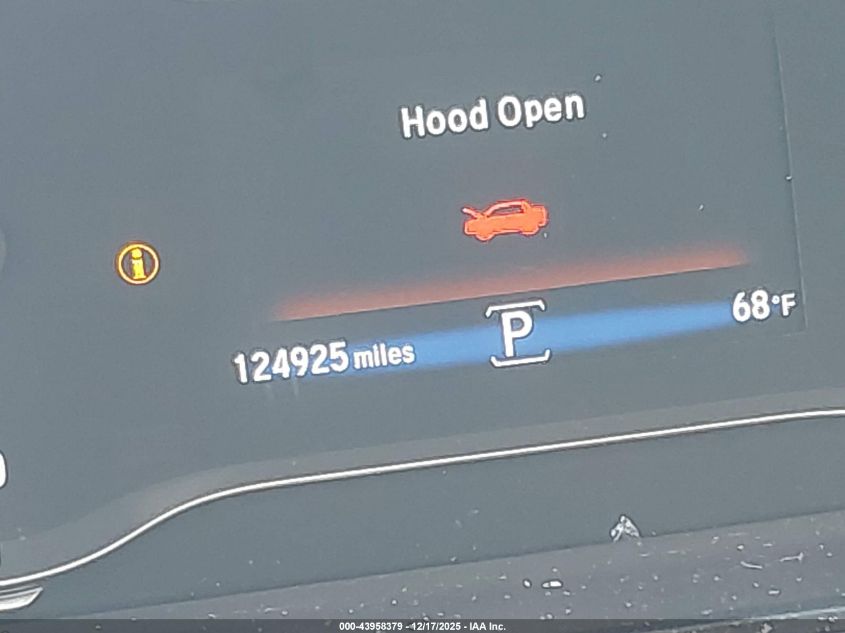 Hood Open
i
124925 miles
P
68°F
000-43958379 - 12/17/2025 - IAA Inc.